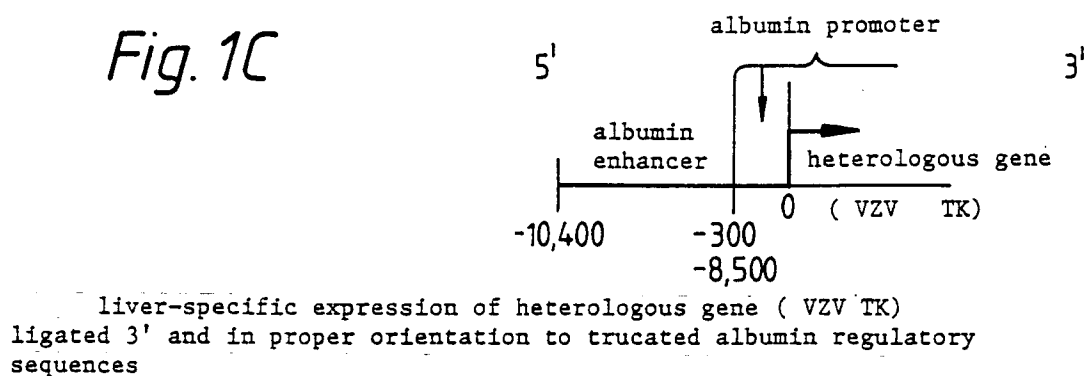 Fig. 1C
albumin promoter
5'
3'
albumin
enhancer
heterologous gene
0
( VZV TK)
-10,400
-300
-8,500
liver-specific expression of heterologous gene ( VZV TK)
ligated 3' and in proper orientation to trucated albumin regulatory
sequences